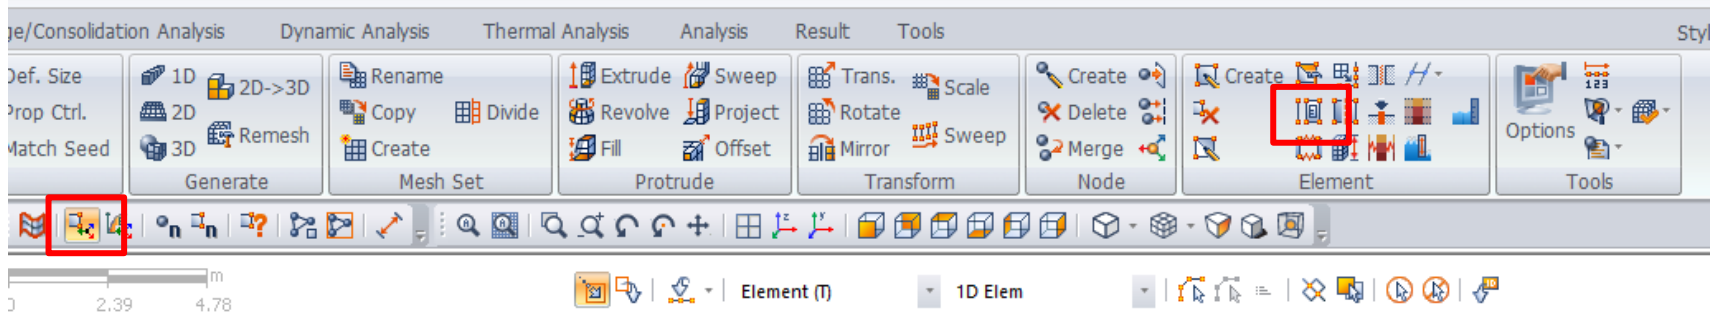 ge/Consolidation Analysis Dynamic Analysis Thermal Analysis Analysis Result Tools Styl
Def. Size 1D 2D->3D Rename Extrude Sweep Trans. Scale Create Create 123
Prop Ctrl. 2D Remesh Copy Divide Revolve Project Rotate Sweep Delete Options
Match Seed 3D Create Fill Offset Mirror Merge
Generate Mesh Set Protrude Transform Node Element Tools
n n ?
m
0 2.39 4.78 Element (T) 1D Elem